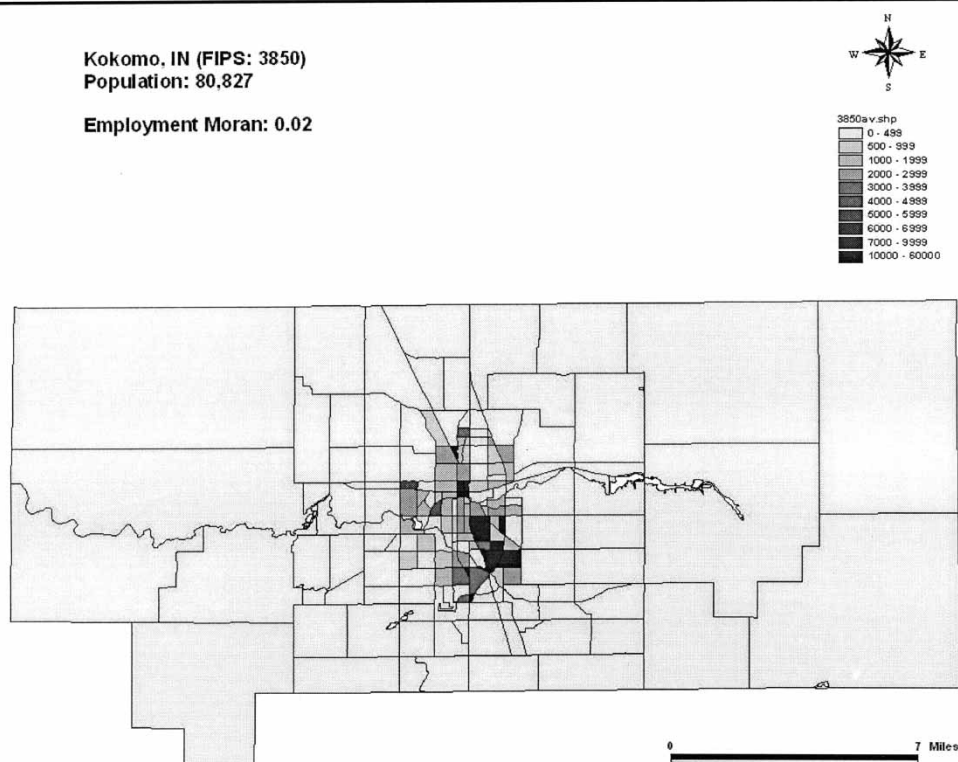 Kokomo, IN (FIPS: 3850)
Population: 80,827
Employment Moran: 0.02
N
W E
S
3850av.shp
0 - 499
500 - 999
1000 - 1999
2000 - 2999
3000 - 3999
4000 - 4999
5000 - 5999
6000 - 6999
7000 - 9999
10000 - 60000
0 7 Miles